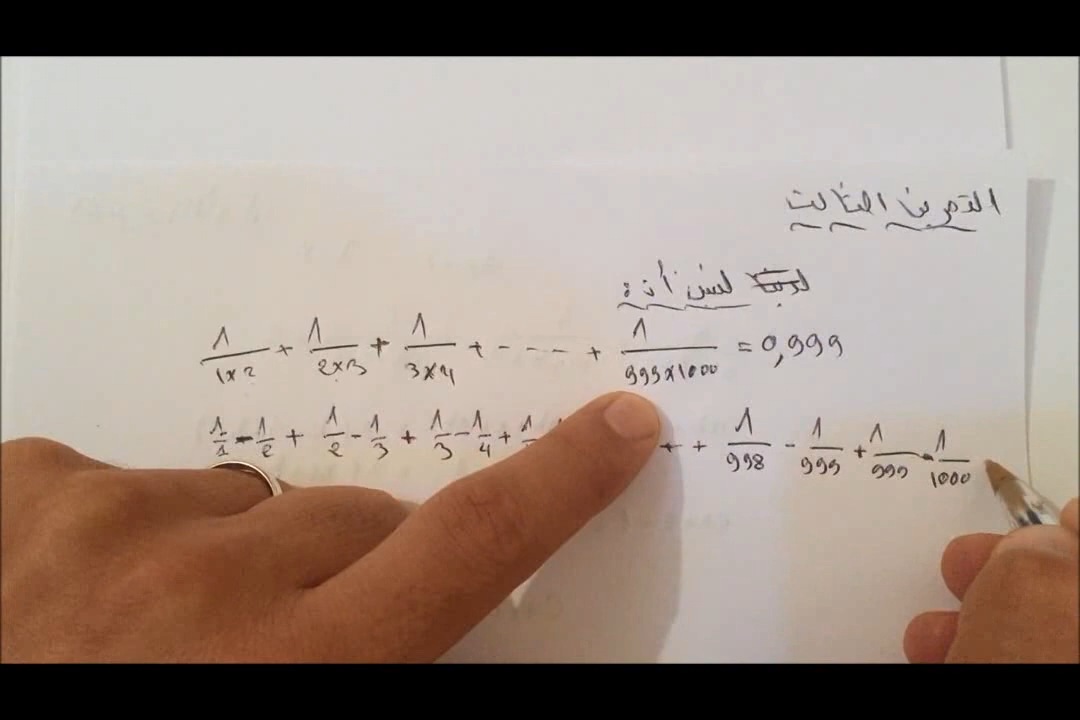 التمرين الثالث
لنبين أن :
1/(1×2) + 1/(2×3) + 1/(3×4) + - - - - + 1/(999×1000) = 0,999
1/1 - 1/2 + 1/2 - 1/3 + 1/3 - 1/4 + + + 1/998 - 1/999 + 1/999 - 1/1000